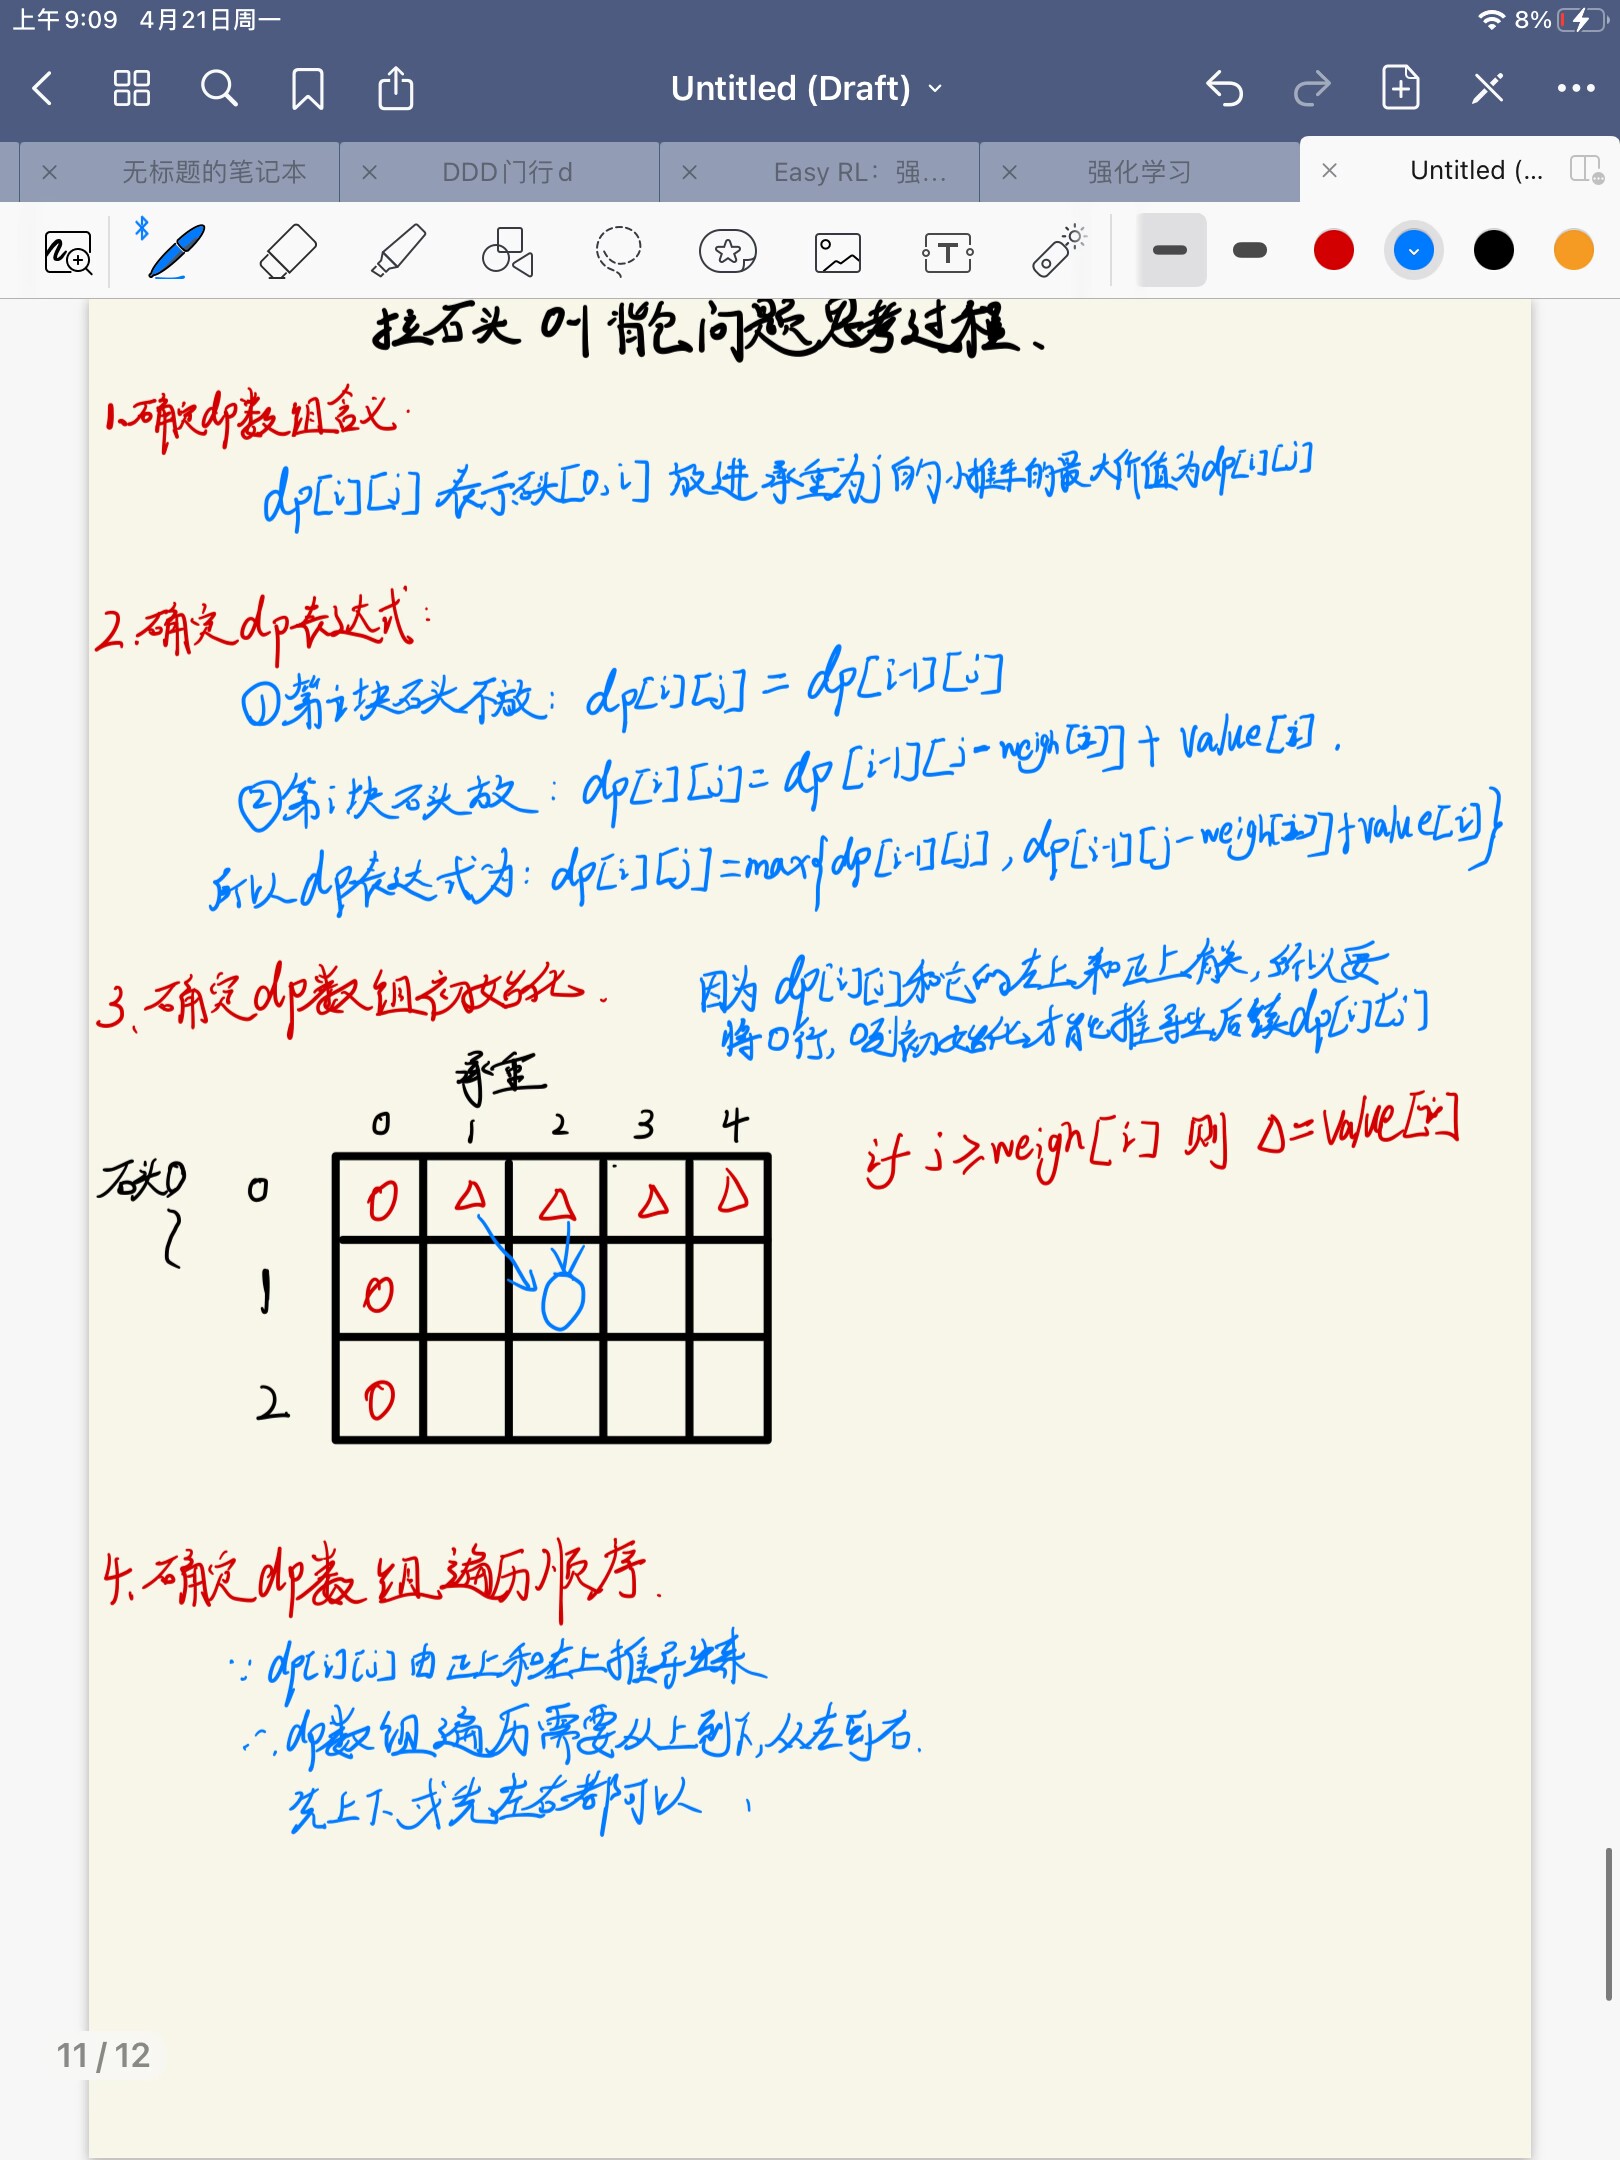 上午9:09 4月21日周一
8%
Untitled (Draft)
无标题的笔记本
DDD门行d
Easy RL：强...
强化学习
Untitled (...
T
拉石头 01背包问题思考过程、
1、确定dp数组含义.
dp[i][j] 表示石头[0,i] 放进承重为j的小推车的最大价值为dp[i][j]
2.确定dp表达式:
①第i块石头不放: dp[i][j] = dp[i-1][j]
②第i块石头放: dp[i][j] = dp[i-1][j-weigh[i]] + value[i].
所以dp表达式为: dp[i][j]=max{dp[i-1][j], dp[i-1][j-weigh[i]]+value[i]}
3、确定dp数组初始化.
因为dp[i][j]和它的左上和正上有关,所以要
将0行,0列初始化才能推导出后续dp[i][j]
承重
0 1 2 3 4
if j≥weigh[i] 则 Δ=value[i]
石头0 0 0 Δ Δ Δ Δ
1 0
2 0
4、确定dp数组遍历顺序.
∵ dp[i][j]由正上和左上推导出来
∴ dp数组遍历需要从上到下,从左到右.
先上下或先左右都可以、
11 / 12